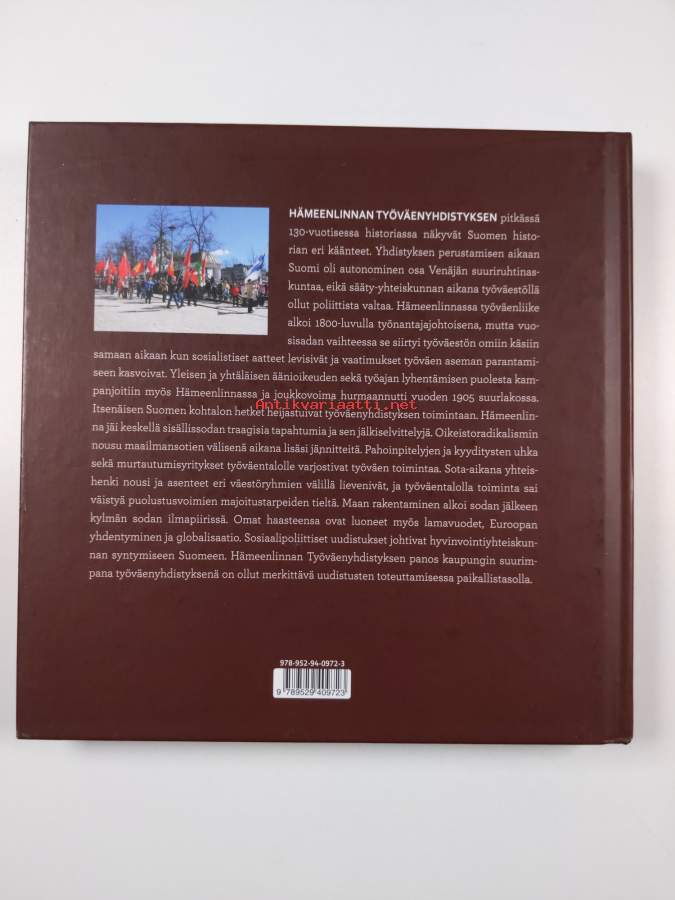 HÄMEENLINNAN TYÖVÄENYHDISTYKSEN pitkässä
130-vuotisessa historiassa näkyvät Suomen histo-
rian eri käänteet. Yhdistyksen perustamisen aikaan
Suomi oli autonominen osa Venäjän suuriruhtinas-
kuntaa, eikä sääty-yhteiskunnan aikana työväestöllä
ollut poliittista valtaa. Hämeenlinnassa työväenliike
alkoi 1800-luvulla työnantajajohtoisena, mutta vuo-
sisadan vaihteessa se siirtyi työväestön omiin käsiin
samaan aikaan kun sosialistiset aatteet levisivät ja vaatimukset työväen aseman parantami-
seen kasvoivat. Yleisen ja yhtäläisen äänioikeuden sekä työajan lyhentämisen puolesta kam-
panjoitiin myös Hämeenlinnassa ja joukkovoima hurmaannutti vuoden 1905 suurlakossa.
Antikvariaatti.net
Itsenäisen Suomen kohtalon hetket heijastuivat työväenyhdistyksen toimintaan. Hämeenlin-
na jäi keskellä sisällissodan traagisia tapahtumia ja sen jälkiselvittelyjä. Oikeistoradikalismin
nousu maailmansotien välisenä aikana lisäsi jännitteitä. Pahoinpitelyjen ja kyyditysten uhka
sekä murtautumisyritykset työväentalolle varjostivat työväen toimintaa. Sota-aikana yhteis-
henki nousi ja asenteet eri väestöryhmien välillä lievenivät, ja työväentalolla toiminta sai
väistyä puolustusvoimien majoitustarpeiden tieltä. Maan rakentaminen alkoi sodan jälkeen
kylmän sodan ilmapiirissä. Omat haasteensa ovat luoneet myös lamavuodet, Euroopan
yhdentyminen ja globalisaatio. Sosiaalipoliittiset uudistukset johtivat hyvinvointiyhteiskun-
nan syntymiseen Suomeen. Hämeenlinnan Työväenyhdistyksen panos kaupungin suurim-
pana työväenyhdistyksenä on ollut merkittävä uudistusten toteuttamisessa paikallistasolla.
978-952-94-0972-3
9 789529 409723